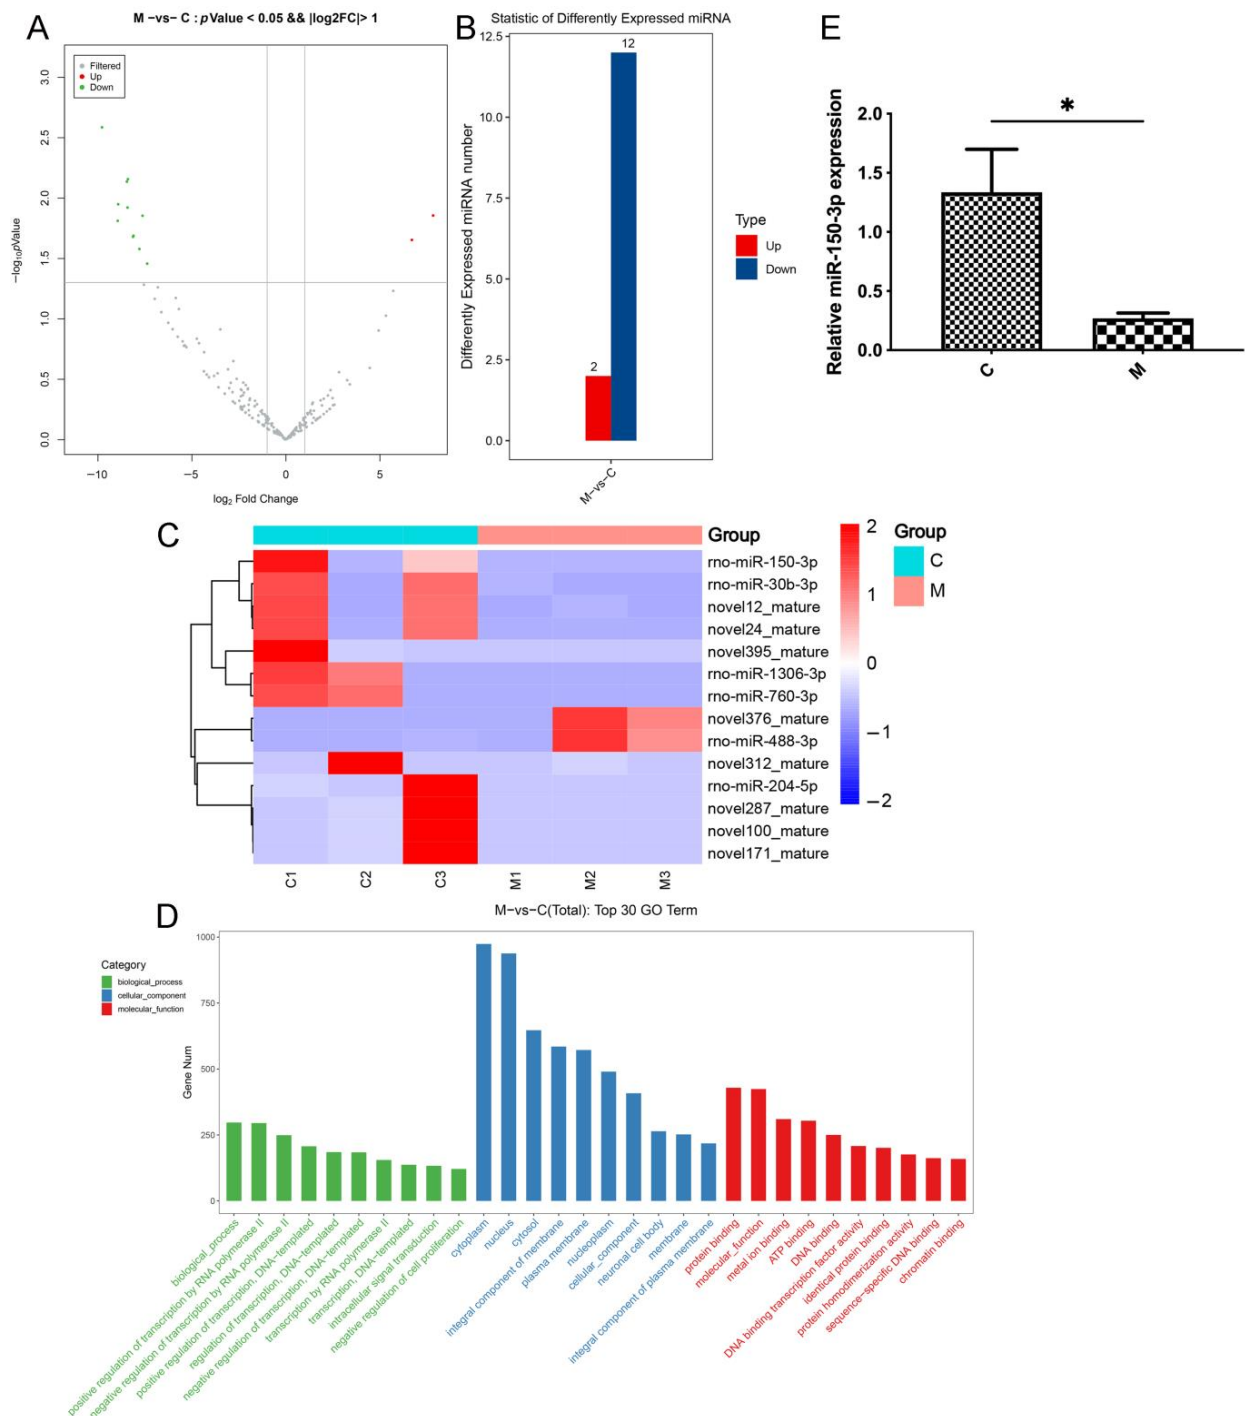 A
M −vs− C : pValue < 0.05 && |log2FC|> 1
Filtered
Up
Down
3.0
2.5
2.0
1.5
1.0
0.5
0.0
−log10pValue
−10
−5
0
5
log2 Fold Change
B
Statistic of Differently Expressed miRNA
12.5
10.0
7.5
5.0
2.5
0.0
Differently Expressed miRNA number
12
2
M−vs−C
Type
Up
Down
E
Relative miR-150-3p expression
2.0
1.5
1.0
0.5
0.0
*
C
M
C
Group
rno-miR-150-3p
rno-miR-30b-3p
novel12_mature
novel24_mature
novel395_mature
rno-miR-1306-3p
rno-miR-760-3p
novel376_mature
rno-miR-488-3p
novel312_mature
rno-miR-204-5p
novel287_mature
novel100_mature
novel171_mature
C1
C2
C3
M1
M2
M3
2
1
0
−1
−2
Group
C
M
D
M−vs−C(Total): Top 30 GO Term
Category
biological_process
cellular_component
molecular_function
1000
750
500
250
0
Gene Num
biological_process
positive regulation of transcription by RNA polymerase II
negative regulation of transcription by RNA polymerase II
positive regulation of transcription, DNA−templated
regulation of transcription, DNA−templated
negative regulation of transcription, DNA−templated
transcription by RNA polymerase II
transcription, DNA−templated
intracellular signal transduction
negative regulation of cell proliferation
cytoplasm
nucleus
cytosol
integral component of membrane
plasma membrane
nucleoplasm
cellular_component
neuronal cell body
membrane
integral component of plasma membrane
protein binding
molecular_function
metal ion binding
ATP binding
DNA binding
DNA binding transcription factor activity
identical protein binding
protein homodimerization activity
sequence−specific DNA binding
chromatin binding